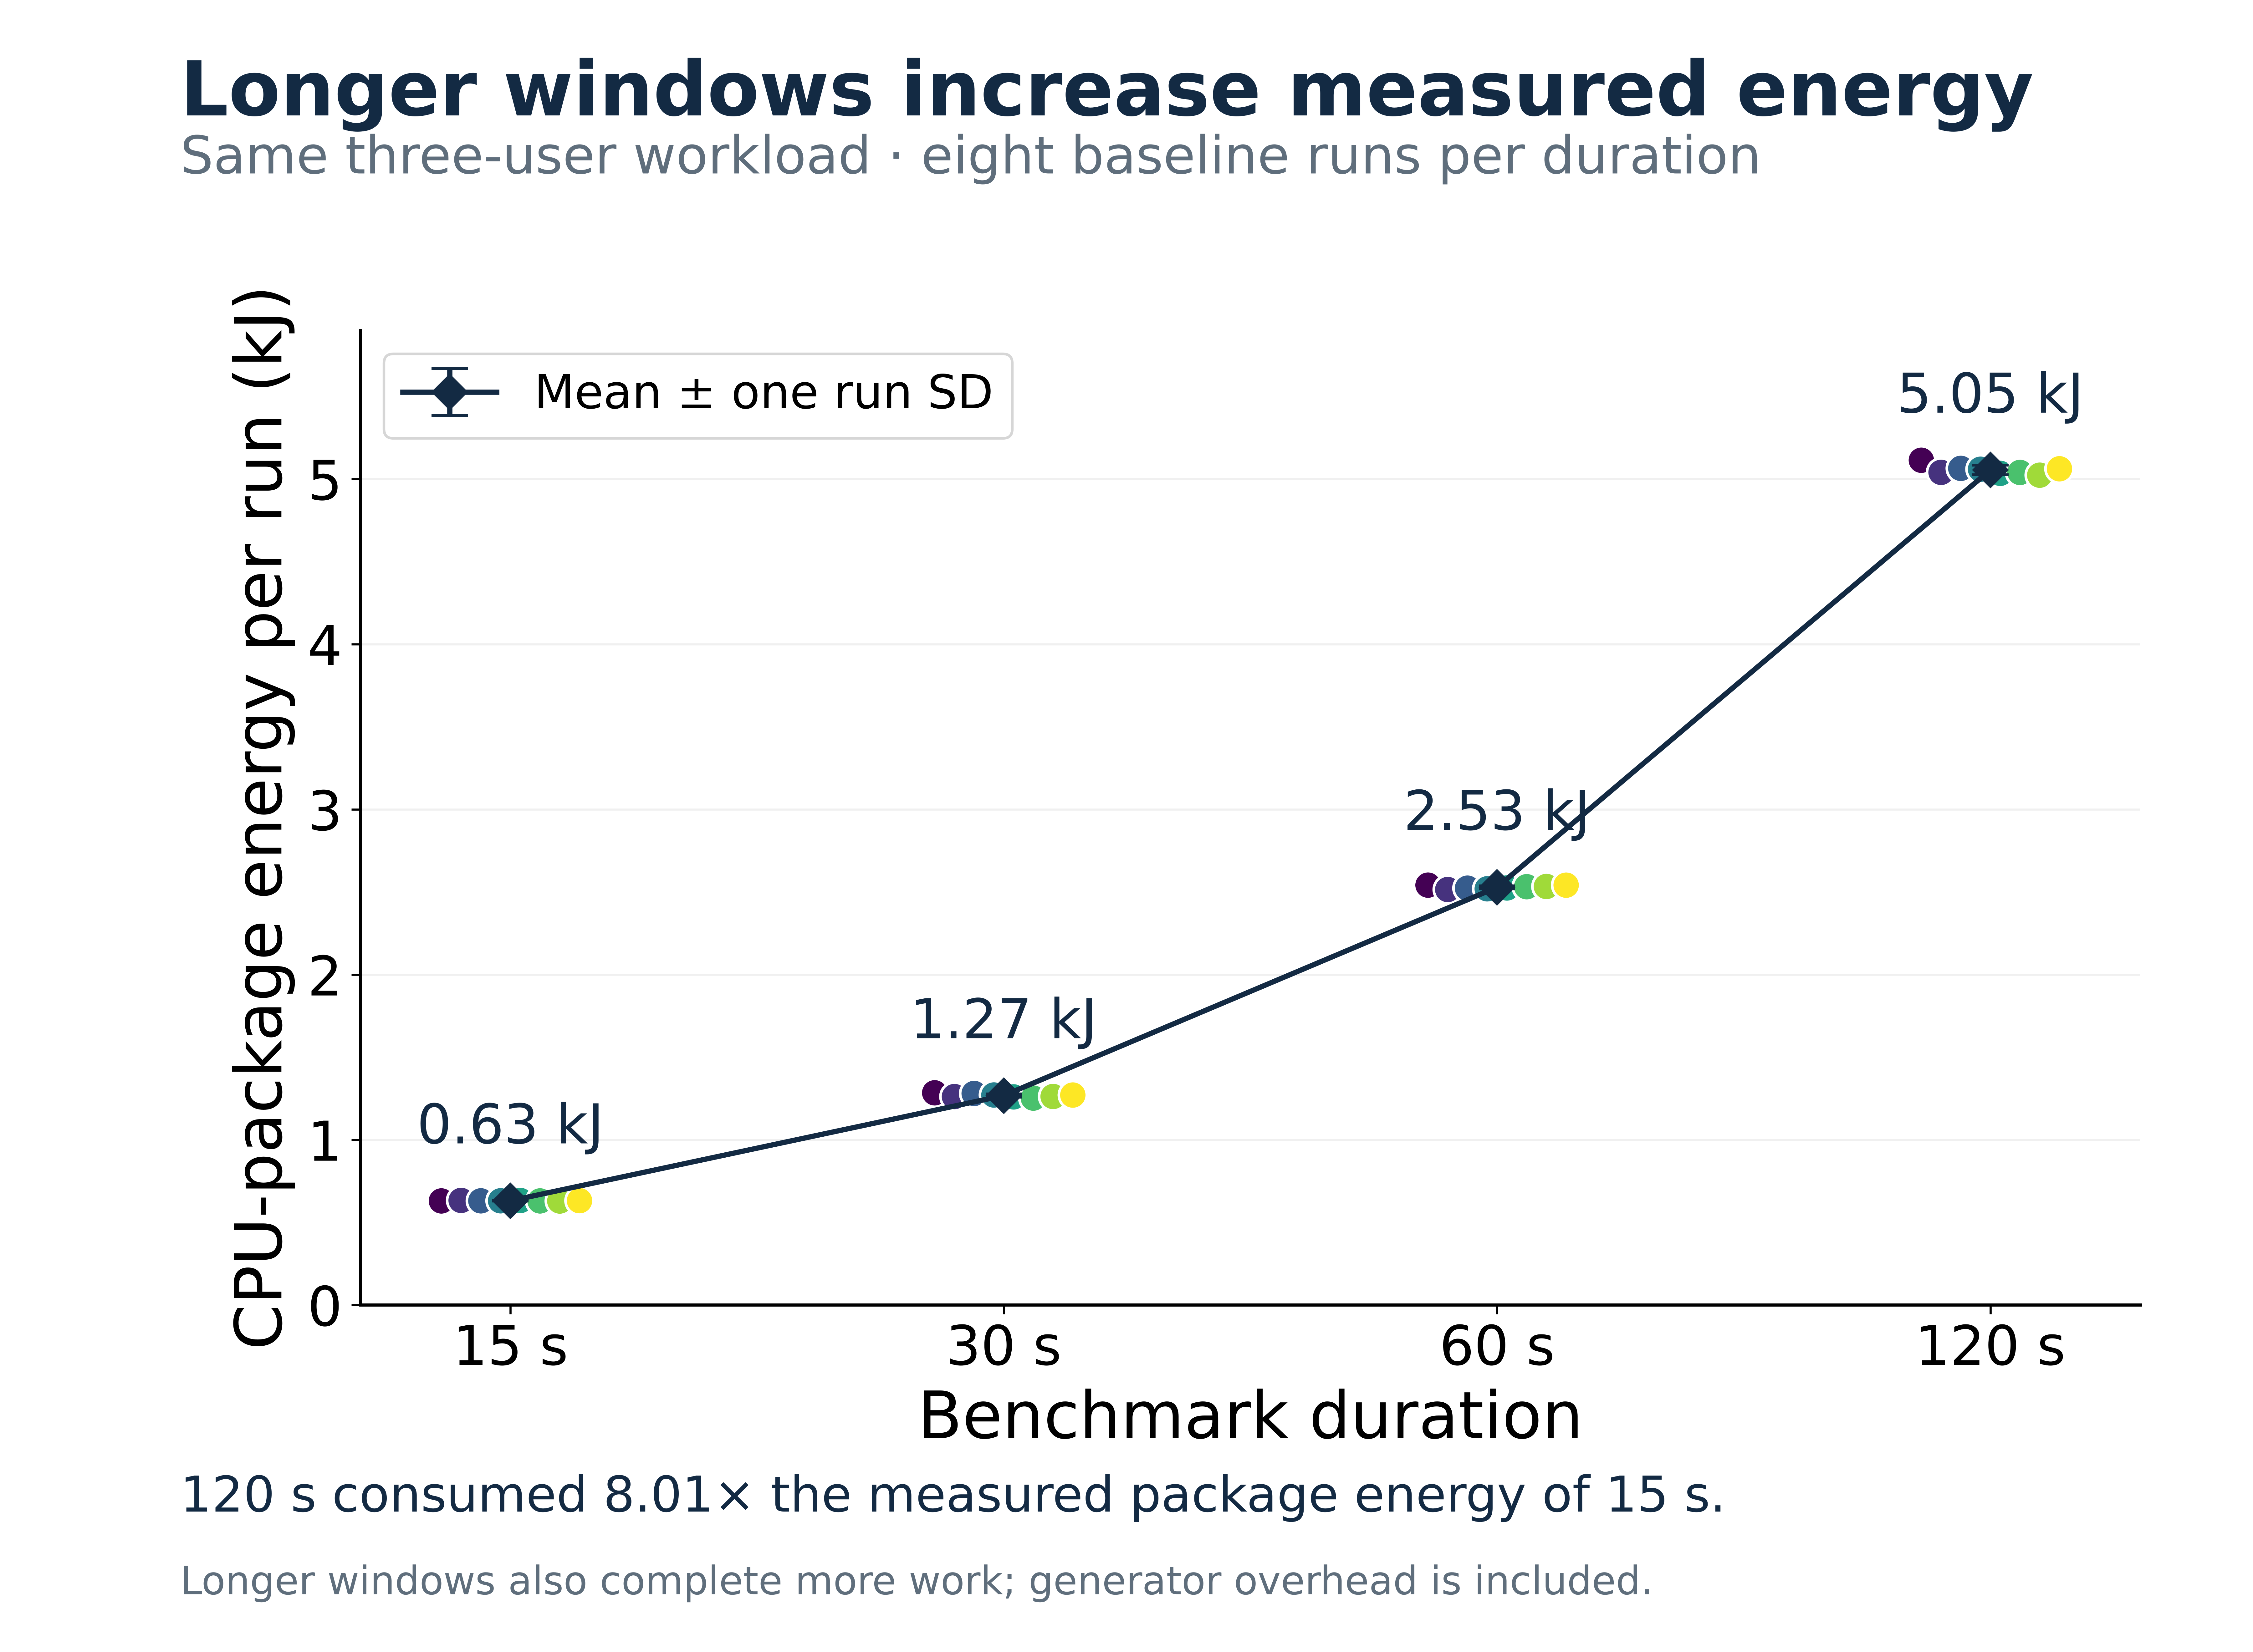 Longer windows increase measured energy
Same three-user workload · eight baseline runs per duration
CPU-package energy per run (kJ)
Mean ± one run SD
5.05 kJ
2.53 kJ
1.27 kJ
0.63 kJ
5
4
3
2
1
0
15 s
30 s
60 s
120 s
Benchmark duration
120 s consumed 8.01× the measured package energy of 15 s.
Longer windows also complete more work; generator overhead is included.